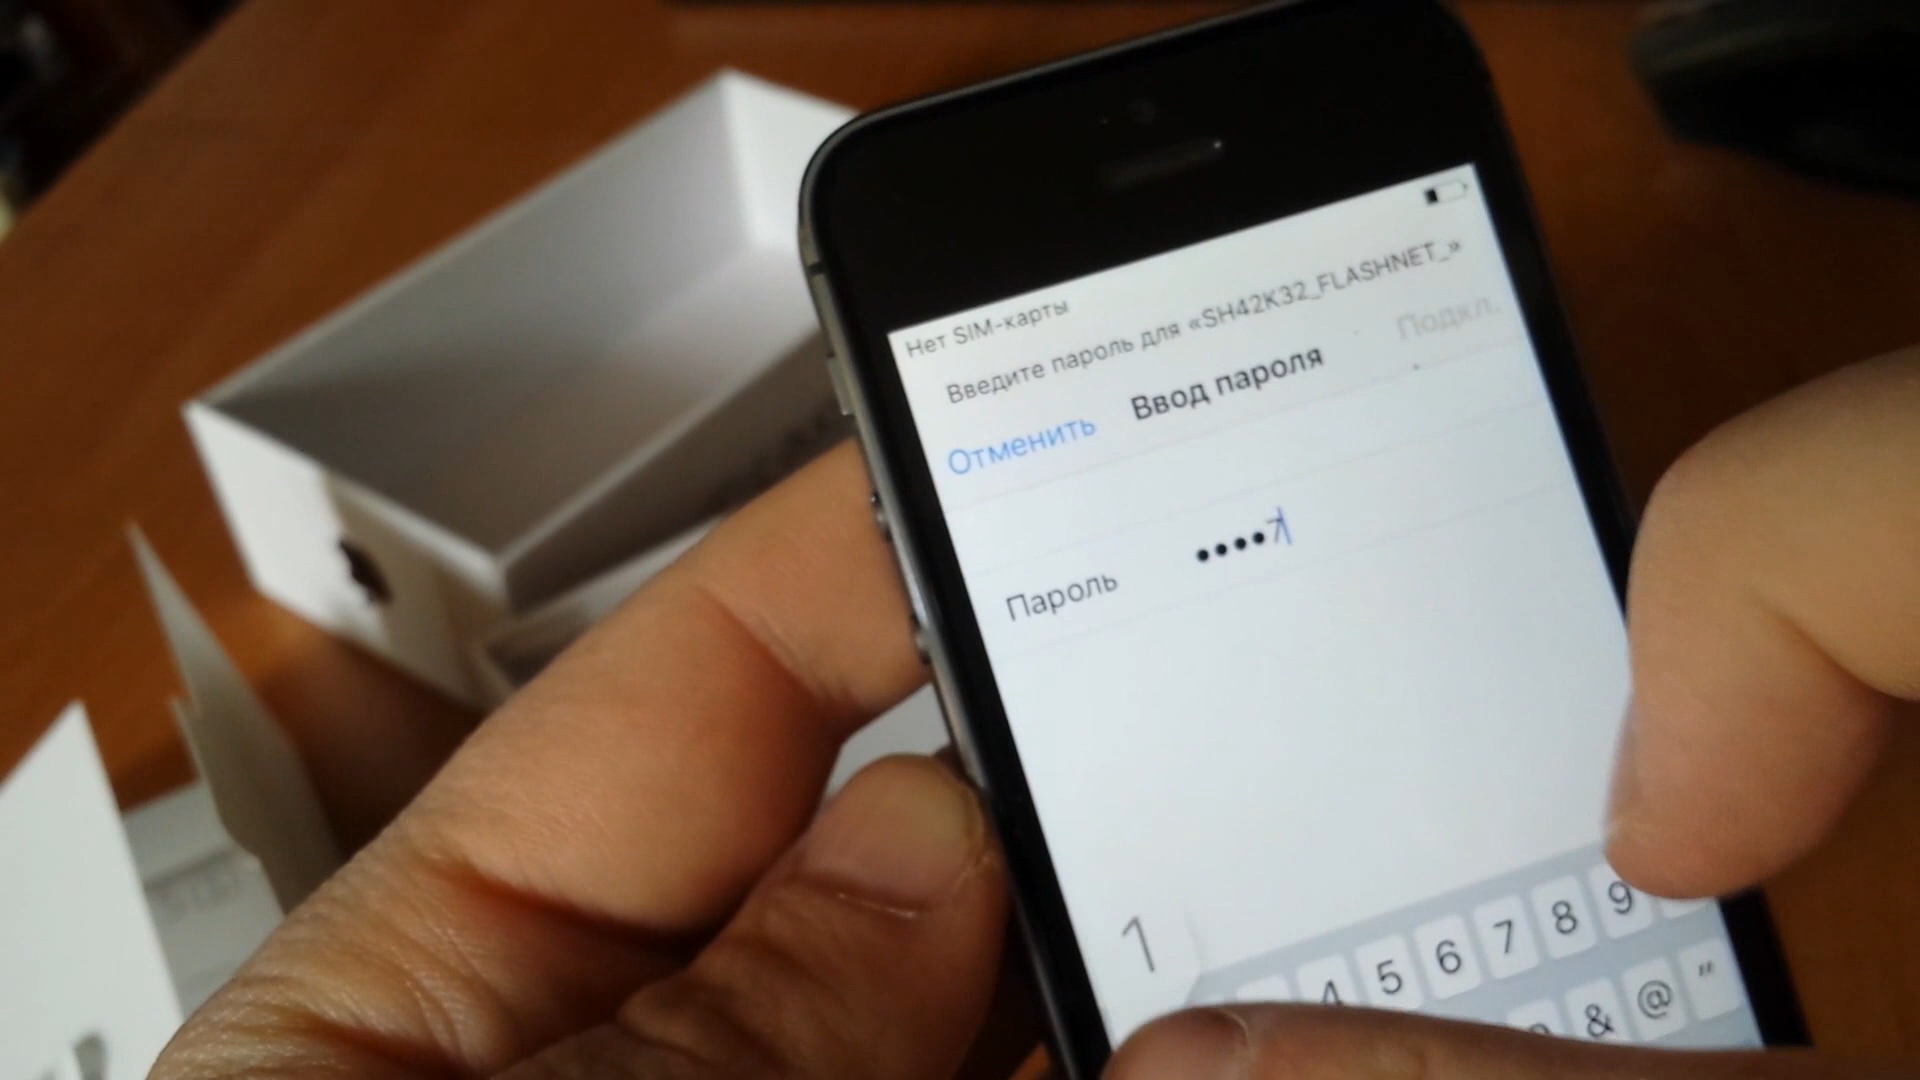 Нет SIM-карты
Введите пароль для «SH42K32_FLASHNET_»
Отменить Ввод пароля Подкл.
Пароль ••••7
1 4 5 6 7 8 9
& @ "